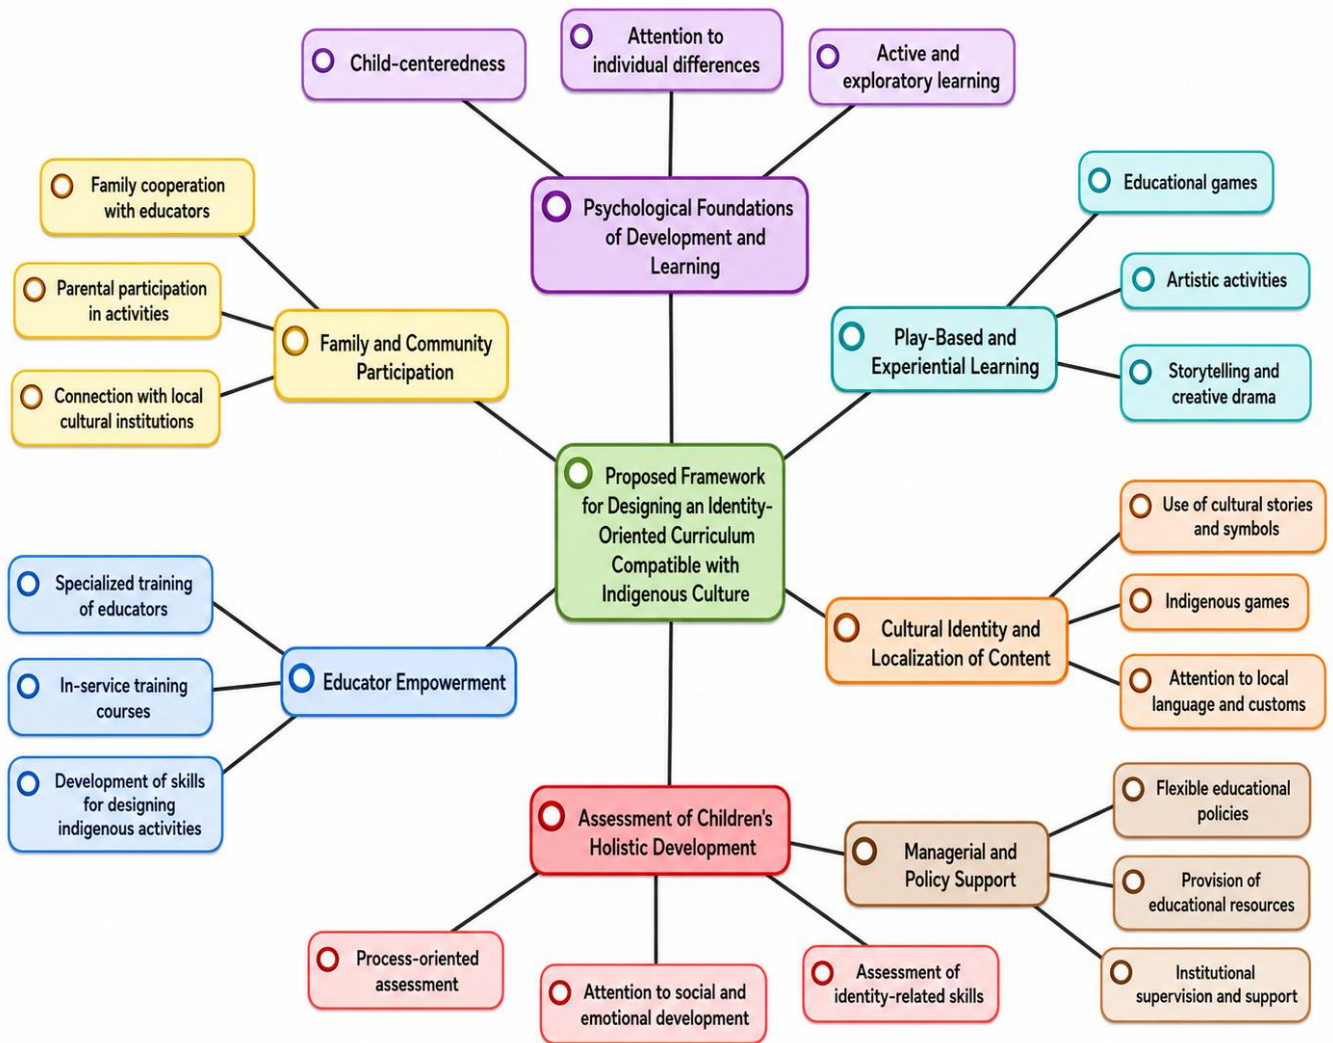 Child-centeredness
Attention to
individual differences
Active and
exploratory learning
Psychological Foundations
of Development and
Learning
Family cooperation
with educators
Parental participation
in activities
Connection with local
cultural institutions
Family and Community
Participation
Educational games
Artistic activities
Storytelling and
creative drama
Play-Based and
Experiential Learning
Proposed Framework
for Designing an Identity-
Oriented Curriculum
Compatible with
Indigenous Culture
Use of cultural stories
and symbols
Indigenous games
Attention to local
language and customs
Cultural Identity and
Localization of Content
Specialized training
of educators
In-service training
courses
Development of skills
for designing
indigenous activities
Educator Empowerment
Assessment of Children's
Holistic Development
Managerial and
Policy Support
Flexible educational
policies
Provision of
educational resources
Institutional
supervision and support
Process-oriented
assessment
Attention to social and
emotional development
Assessment of
identity-related skills